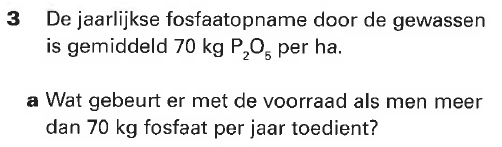 3 De jaarlijkse fosfaatopname door de gewassen
is gemiddeld 70 kg P₂O₅ per ha.
a Wat gebeurt er met de voorraad als men meer
dan 70 kg fosfaat per jaar toedient?